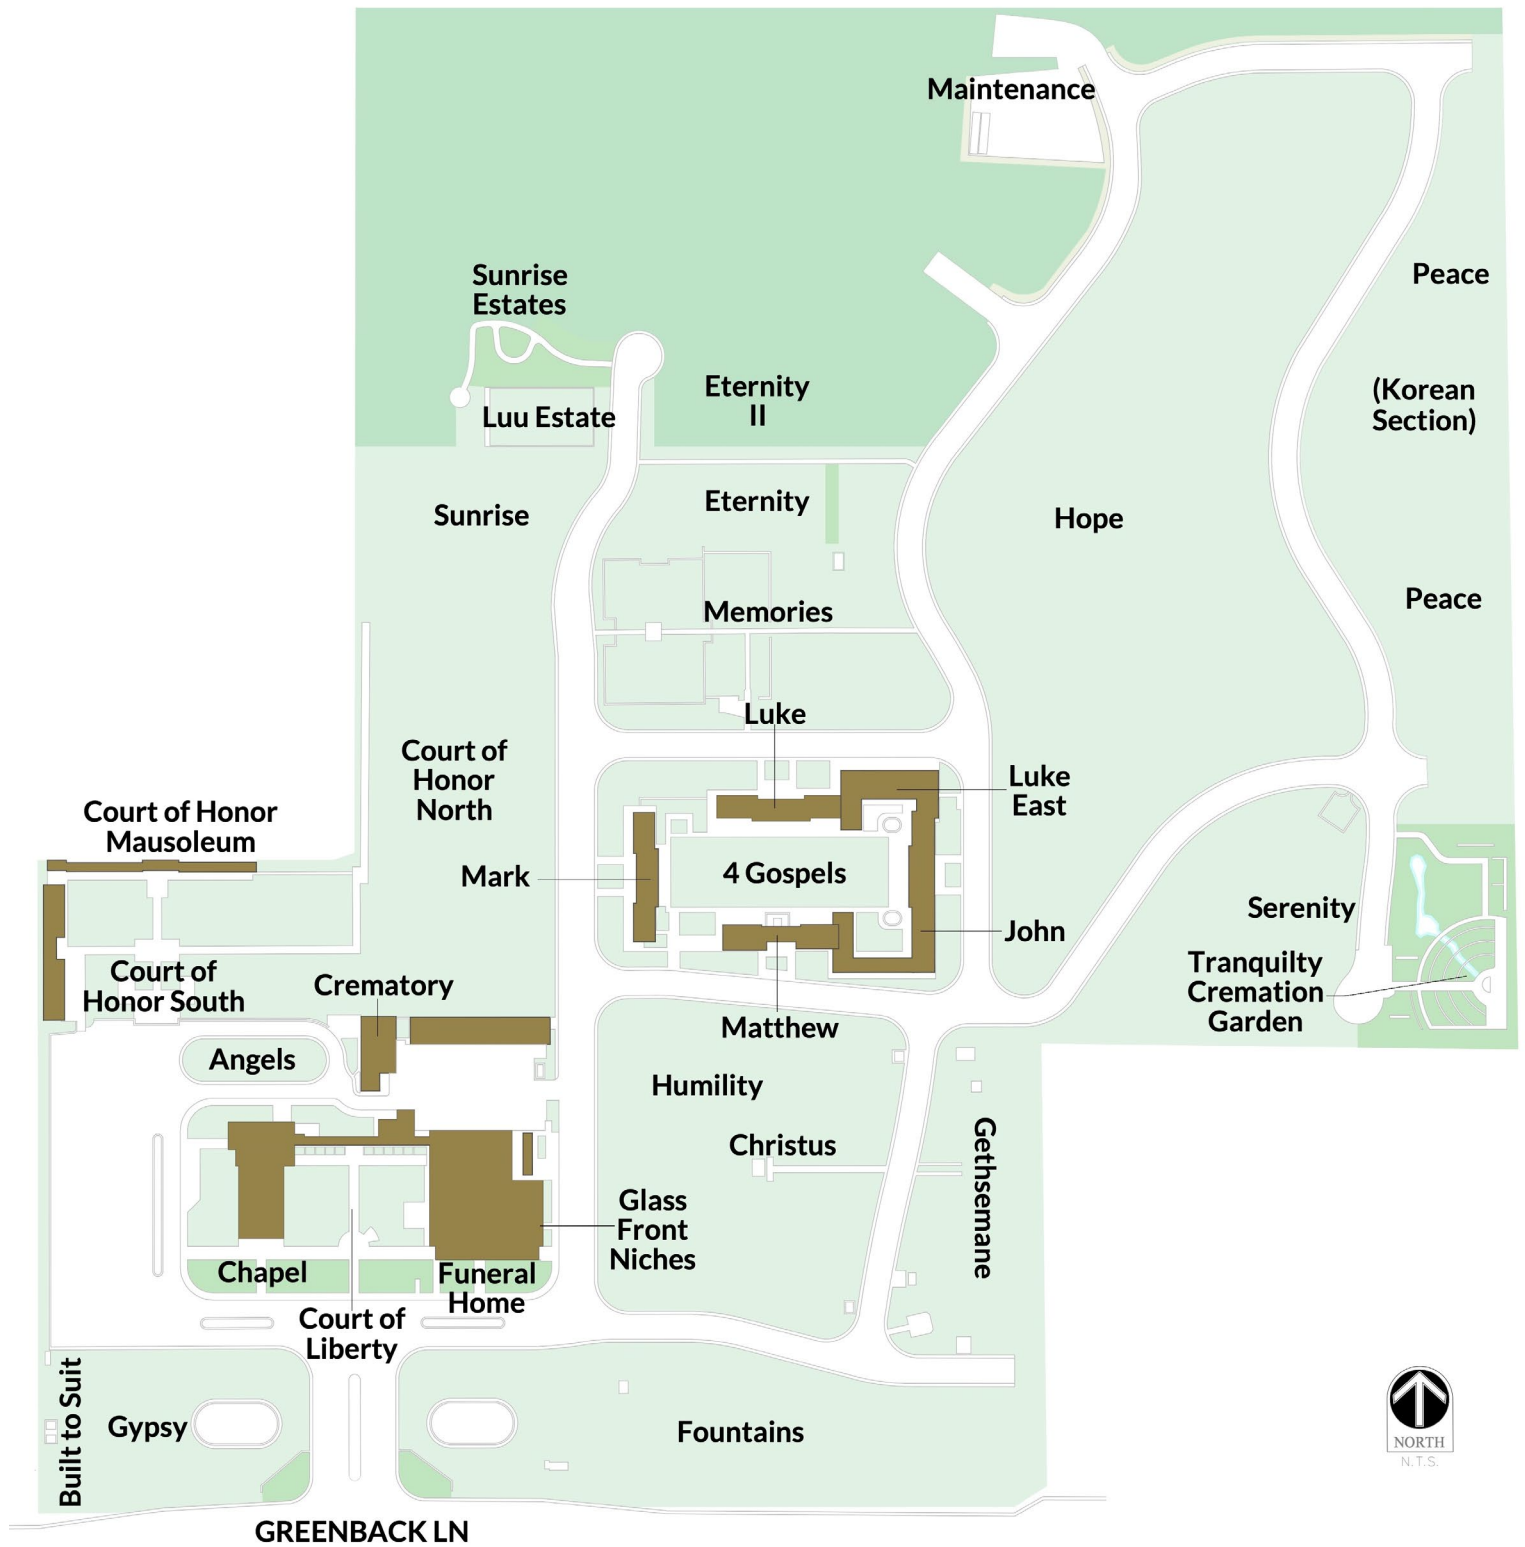 Maintenance
Sunrise
Estates
Peace
Luu Estate
Eternity
II
(Korean
Section)
Sunrise
Eternity
Hope
Memories
Peace
Luke
Court of
Honor
North
Luke
East
Court of Honor
Mausoleum
Mark
4 Gospels
Serenity
John
Court of
Honor South
Crematory
Tranquilty
Cremation
Garden
Matthew
Angels
Humility
Christus
Gethsemane
Glass
Front
Niches
Chapel
Funeral
Home
Court of
Liberty
Built to Suit
Gypsy
Fountains
NORTH
N.T.S.
GREENBACK LN